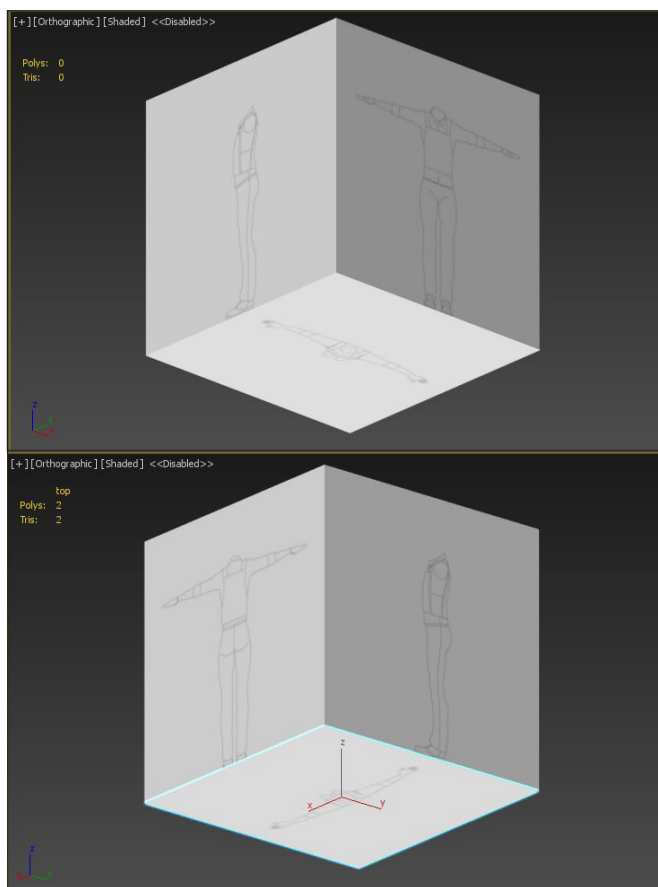 [+] [Orthographic] [Shaded] <<Disabled>>
Polys: 0
Tris: 0
z
y
x
[+] [Orthographic] [Shaded] <<Disabled>>
top
Polys: 2
Tris: 2
z
x
y
z
x
y